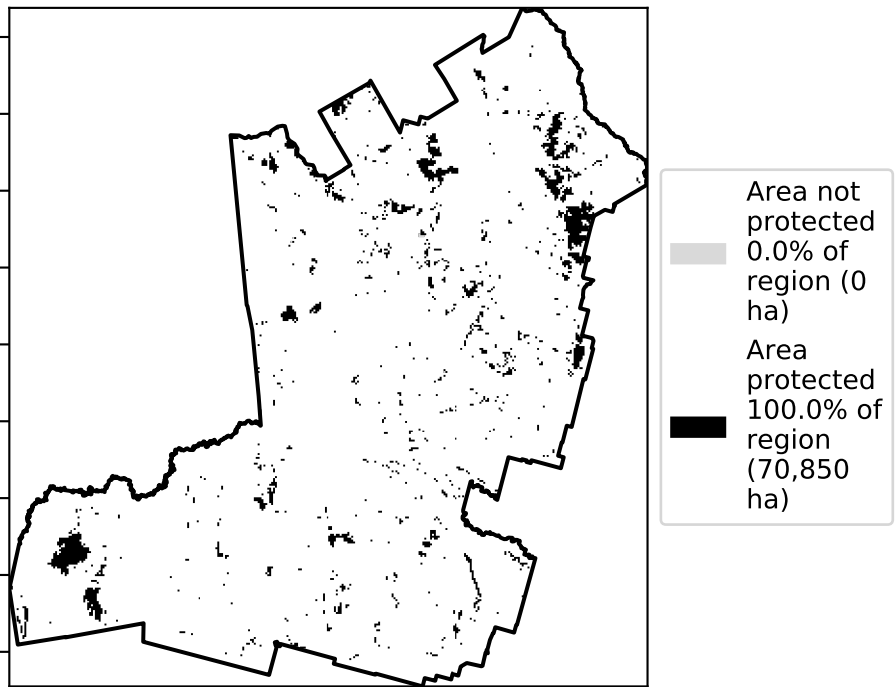 Area not
protected
0.0% of
region (0
ha)
Area
protected
100.0% of
region
(70,850
ha)